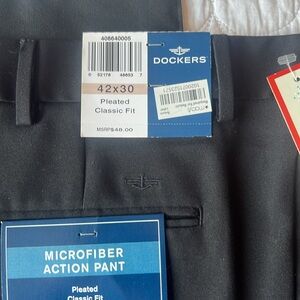 408640005
DOCKERS
42x30
Pleated
Classic Fit
MSRP$48.00
MICROFIBER
ACTION PANT
Pleated
Classic Fit